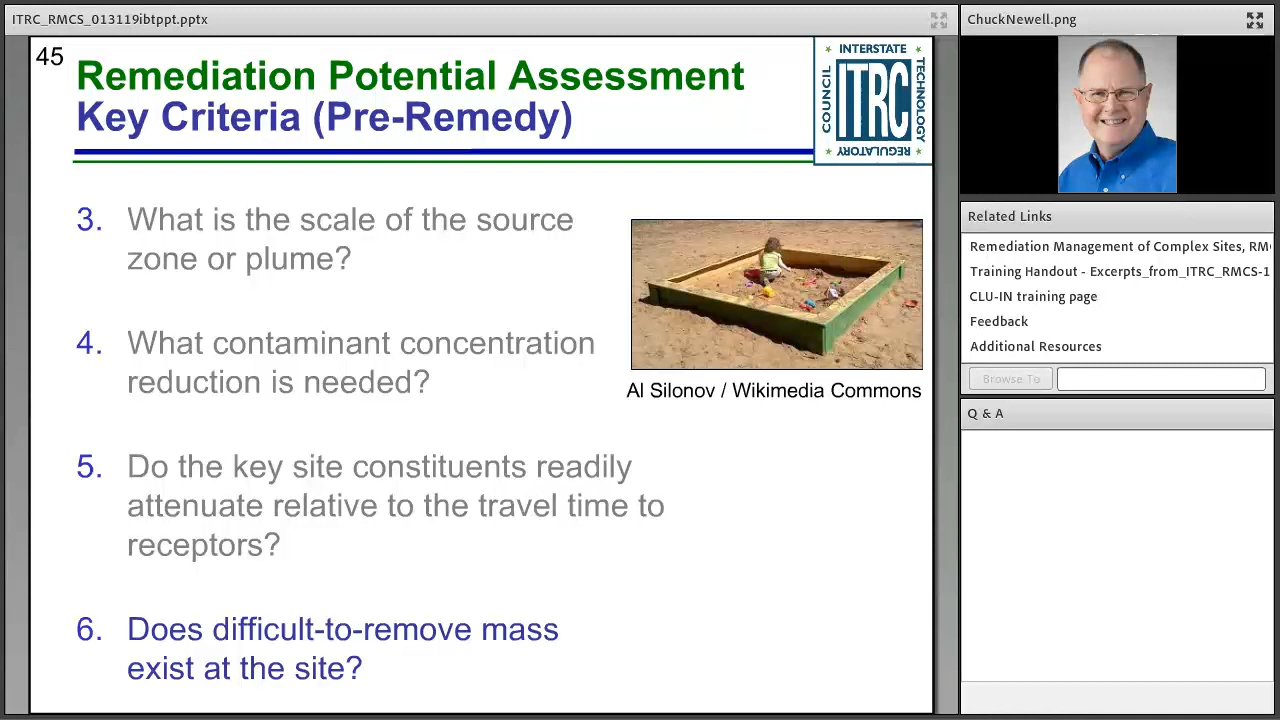 ITRC_RMCS_013119ibtppt.pptx
45
Remediation Potential Assessment
Key Criteria (Pre-Remedy)
INTERSTATE
COUNCIL
ITRC
TECHNOLOGY
REGULATORY
3. What is the scale of the source
zone or plume?
4. What contaminant concentration
reduction is needed?
Al Silonov / Wikimedia Commons
5. Do the key site constituents readily
attenuate relative to the travel time to
receptors?
6. Does difficult-to-remove mass
exist at the site?
ChuckNewell.png
Related Links
Remediation Management of Complex Sites, RM
Training Handout - Excerpts_from_ITRC_RMCS-1
CLU-IN training page
Feedback
Additional Resources
Browse To
Q & A